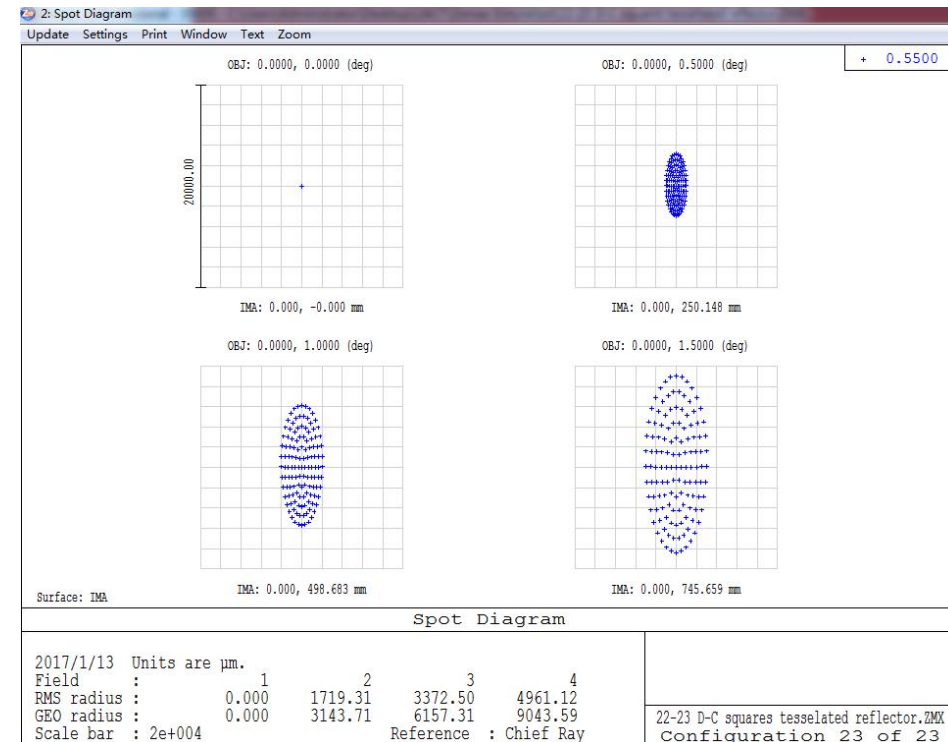 2: Spot Diagram
Update Settings Print Window Text Zoom
+ 0.5500
OBJ: 0.0000, 0.0000 (deg)
OBJ: 0.0000, 0.5000 (deg)
20000.00
IMA: 0.000, -0.000 mm
IMA: 0.000, 250.148 mm
OBJ: 0.0000, 1.0000 (deg)
OBJ: 0.0000, 1.5000 (deg)
IMA: 0.000, 498.683 mm
IMA: 0.000, 745.659 mm
Surface: IMA
Spot Diagram
2017/1/13 Units are µm.
Field : 1 2 3 4
RMS radius : 0.000 1719.31 3372.50 4961.12
GEO radius : 0.000 3143.71 6157.31 9043.59
Scale bar : 2e+004 Reference : Chief Ray
22-23 D-C squares tesselated reflector.ZMX
Configuration 23 of 23